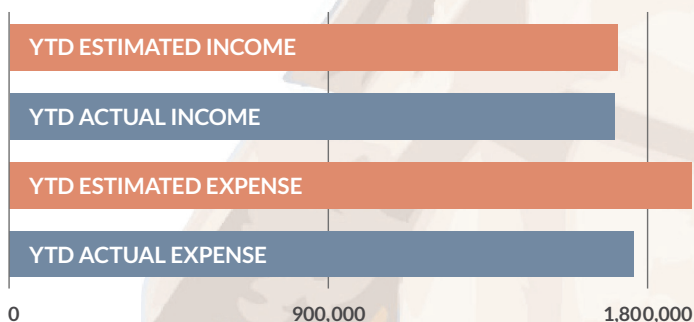 YTD ESTIMATED INCOME
YTD ACTUAL INCOME
YTD ESTIMATED EXPENSE
YTD ACTUAL EXPENSE
0 900,000 1,800,000